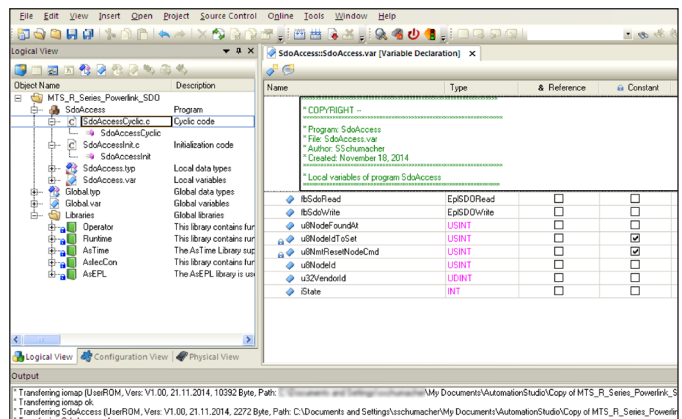 File Edit View Insert Open Project Source Control Online Tools Window Help
Logical View
SdoAccess::SdoAccess.var [Variable Declaration]
Object Name Description
Name Type & Reference Constant
MTS_R_Series_Powerlink_SDO
SdoAccess Program
SdoAccessCyclic.c Cyclic code
SdoAccessCyclic
SdoAccessInit.c Initialization code
SdoAccessInit
SdoAccess.typ Local data types
SdoAccess.var Local variables
Global.typ Global data types
Global.var Global variables
Libraries Global libraries
Operator This library contains fur
Runtime This library contains fur
AsTime The AsTime Library sup
AsIecCon This library contains fur
AsEPL The AsEPL library is use
* COPYRIGHT --
* Program: SdoAccess
* File: SdoAccess.var
* Author: SSchumacher
* Created: November 18, 2014
* Local variables of program SdoAccess
fbSdoRead EplSDORead
fbSdoWrite EplSDOWrite
u8NodeFoundAt USINT
u8NodeIdToSet USINT
u8NmtResetNodeCmd USINT
u8NodeId USINT
u32VendorId UDINT
iState INT
Logical View Configuration View Physical View
Output
* Transferring iomap (UserROM, Vers: V1.00, 21.11.2014, 10392 Byte, Path: \My Documents\AutomationStudio\Copy of MTS_R_Series_Powerlink_S
* Transferring iomap ok.
* Transferring SdoAccess (UserROM, Vers: V1.00, 21.11.2014, 2272 Byte, Path: C:\Documents and Settings\sschumacher\My Documents\AutomationStudio\Copy of MTS_R_Series_Powerlin